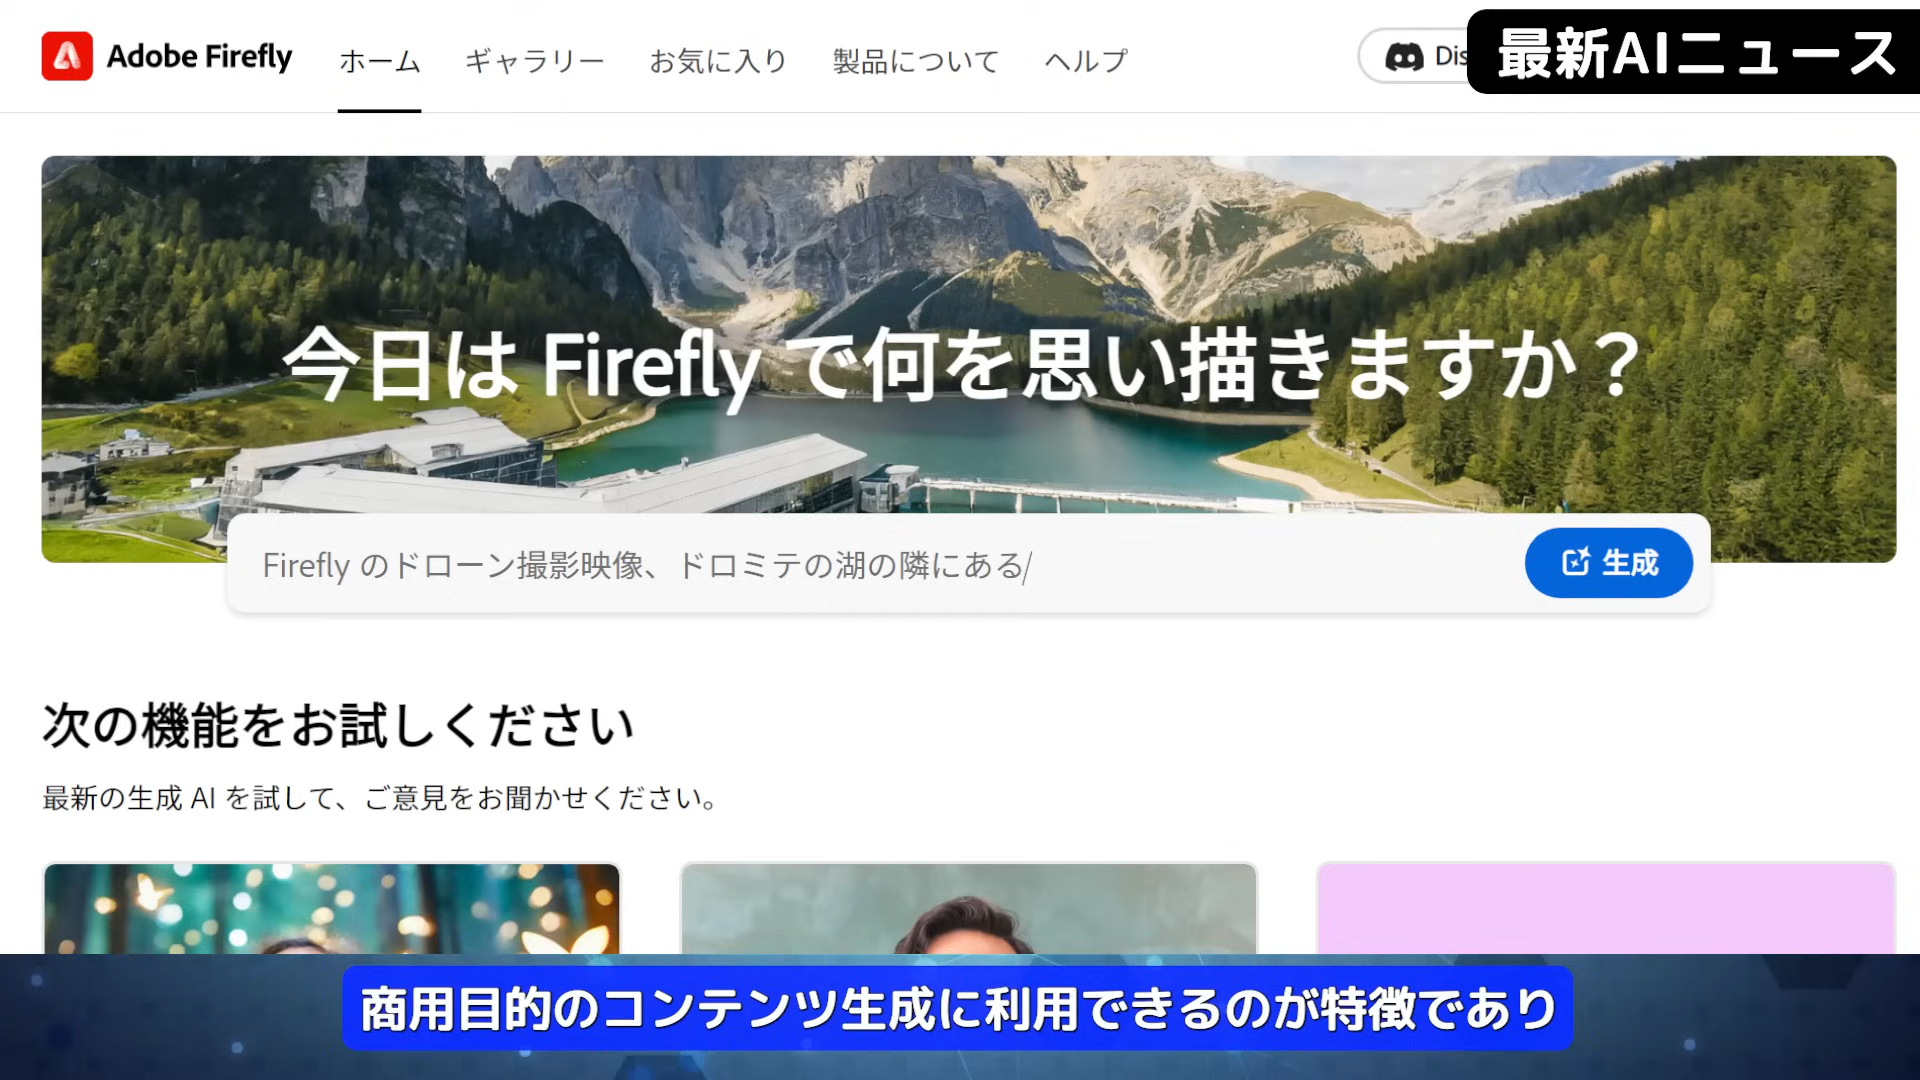 Adobe Firefly ホーム ギャラリー お気に入り 製品について ヘルプ Dis
最新AIニュース
今日は Firefly で何を思い描きますか？
Firefly のドローン撮影映像、ドロミテの湖の隣にある/
生成
次の機能をお試しください
最新の生成 AI を試して、ご意見をお聞かせください。
商用目的のコンテンツ生成に利用できるのが特徴であり